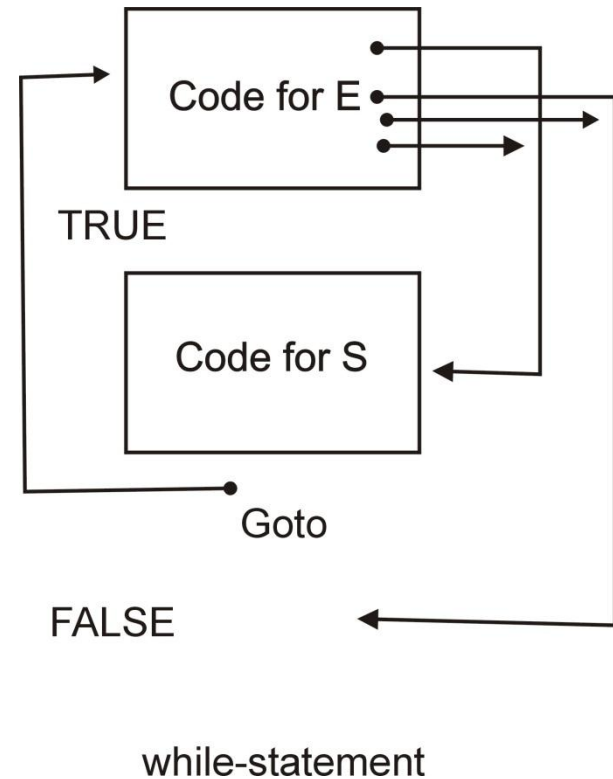 Code for E
TRUE
Code for S
Goto
FALSE
while-statement